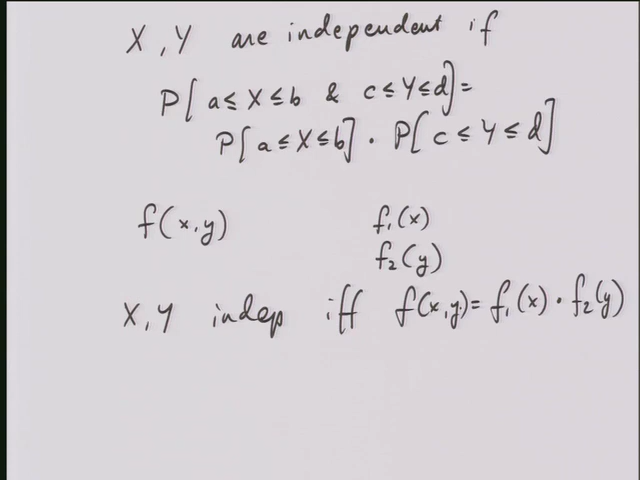 X, Y are independent if
P[ a ≤ X ≤ b & c ≤ Y ≤ d] =
P[ a ≤ X ≤ b] · P[ c ≤ Y ≤ d]
f(x,y) f₁(x)
f₂(y)
X, Y indep iff f(x,y) = f₁(x) · f₂(y)